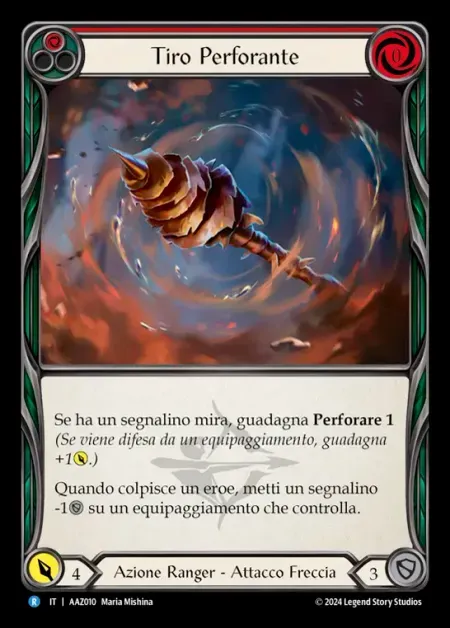 Tiro Perforante
0
Se ha un segnalino mira, guadagna Perforare 1
(Se viene difesa da un equipaggiamento, guadagna
+1.)
Quando colpisce un eroe, metti un segnalino
-1 su un equipaggiamento che controlla.
4 Azione Ranger - Attacco Freccia 3
R IT | AAZ010 Maria Mishina © 2024 Legend Story Studios